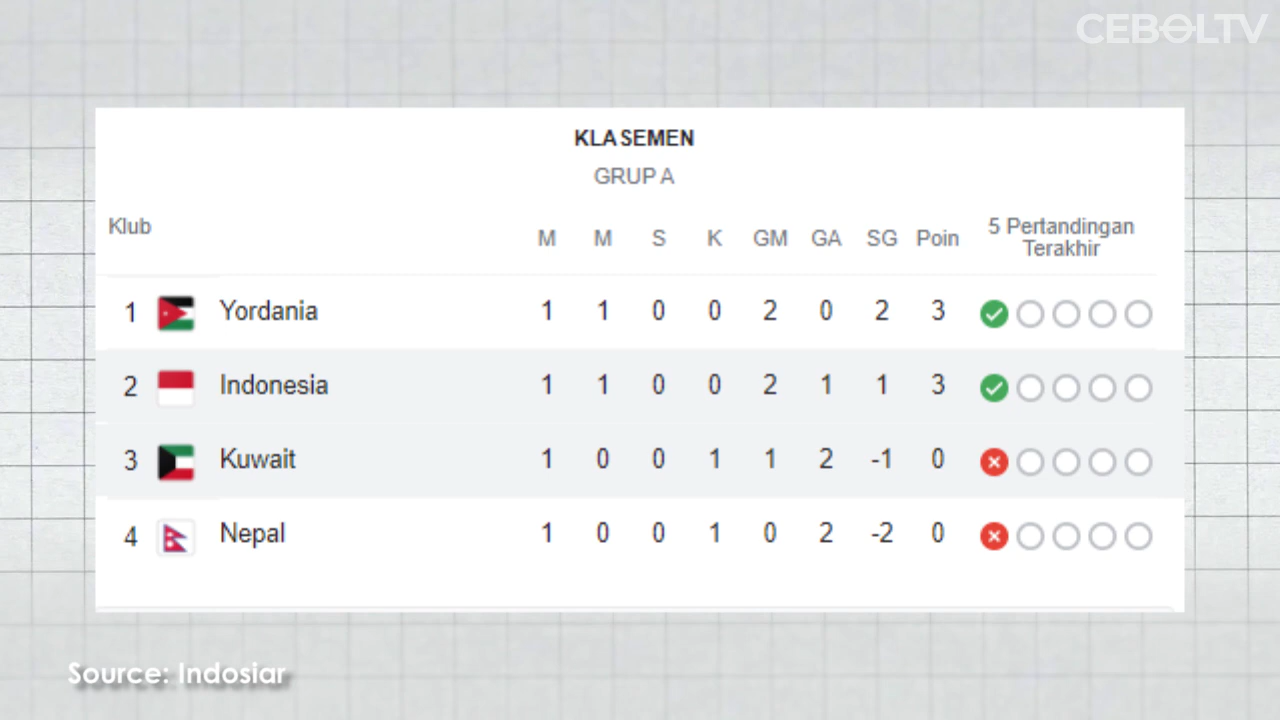 CEBOLTV
KLASEMEN
GRUP A
Klub M M S K GM GA SG Poin 5 Pertandingan
Terakhir
1 Yordania 1 1 0 0 2 0 2 3
2 Indonesia 1 1 0 0 2 1 1 3
3 Kuwait 1 0 0 1 1 2 -1 0
4 Nepal 1 0 0 1 0 2 -2 0
Source: Indosiar